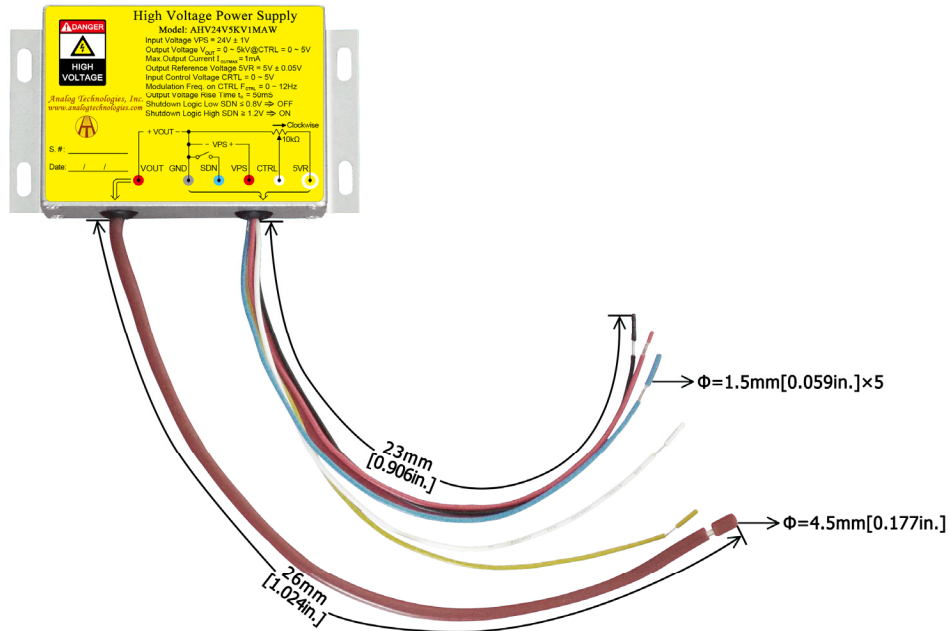 High Voltage Power Supply
Model: AHV24V5KV1MAW
DANGER
HIGH
VOLTAGE
Input Voltage VPS = 24V ± 1V
Output Voltage VOUT = 0 ~ 5kV@CTRL = 0 ~ 5V
Max.Output Current IOUTMAX = 1mA
Output Reference Voltage 5VR = 5V ± 0.05V
Input Control Voltage CRTL = 0 ~ 5V
Modulation Freq. on CTRL FCTRL = 0 ~ 12Hz
Output Voltage Rise Time tr = 50mS
Shutdown Logic Low SDN ≤ 0.8V ⇒ OFF
Shutdown Logic High SDN ≥ 1.2V ⇒ ON
Analog Technologies, Inc.
www.analogtechnologies.com
AT
S. #:
Date: / /
Clockwise
+ VOUT −
10kΩ
− VPS +
VOUT GND SDN VPS CTRL 5VR
Φ=1.5mm[0.059in.]×5
23mm
[0.906in.]
Φ=4.5mm[0.177in.]
26mm
[1.024in.]